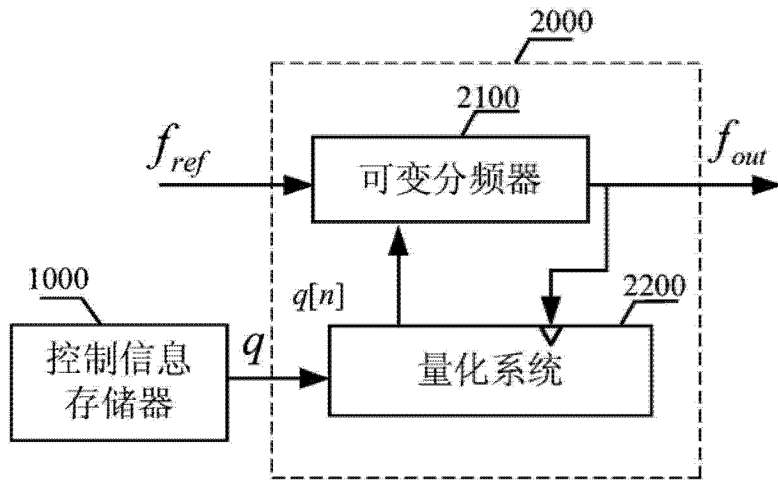 2000
2100
f_ref
可变分频器
f_out
1000
q[n]
2200
控制信息
存储器
q
量化系统